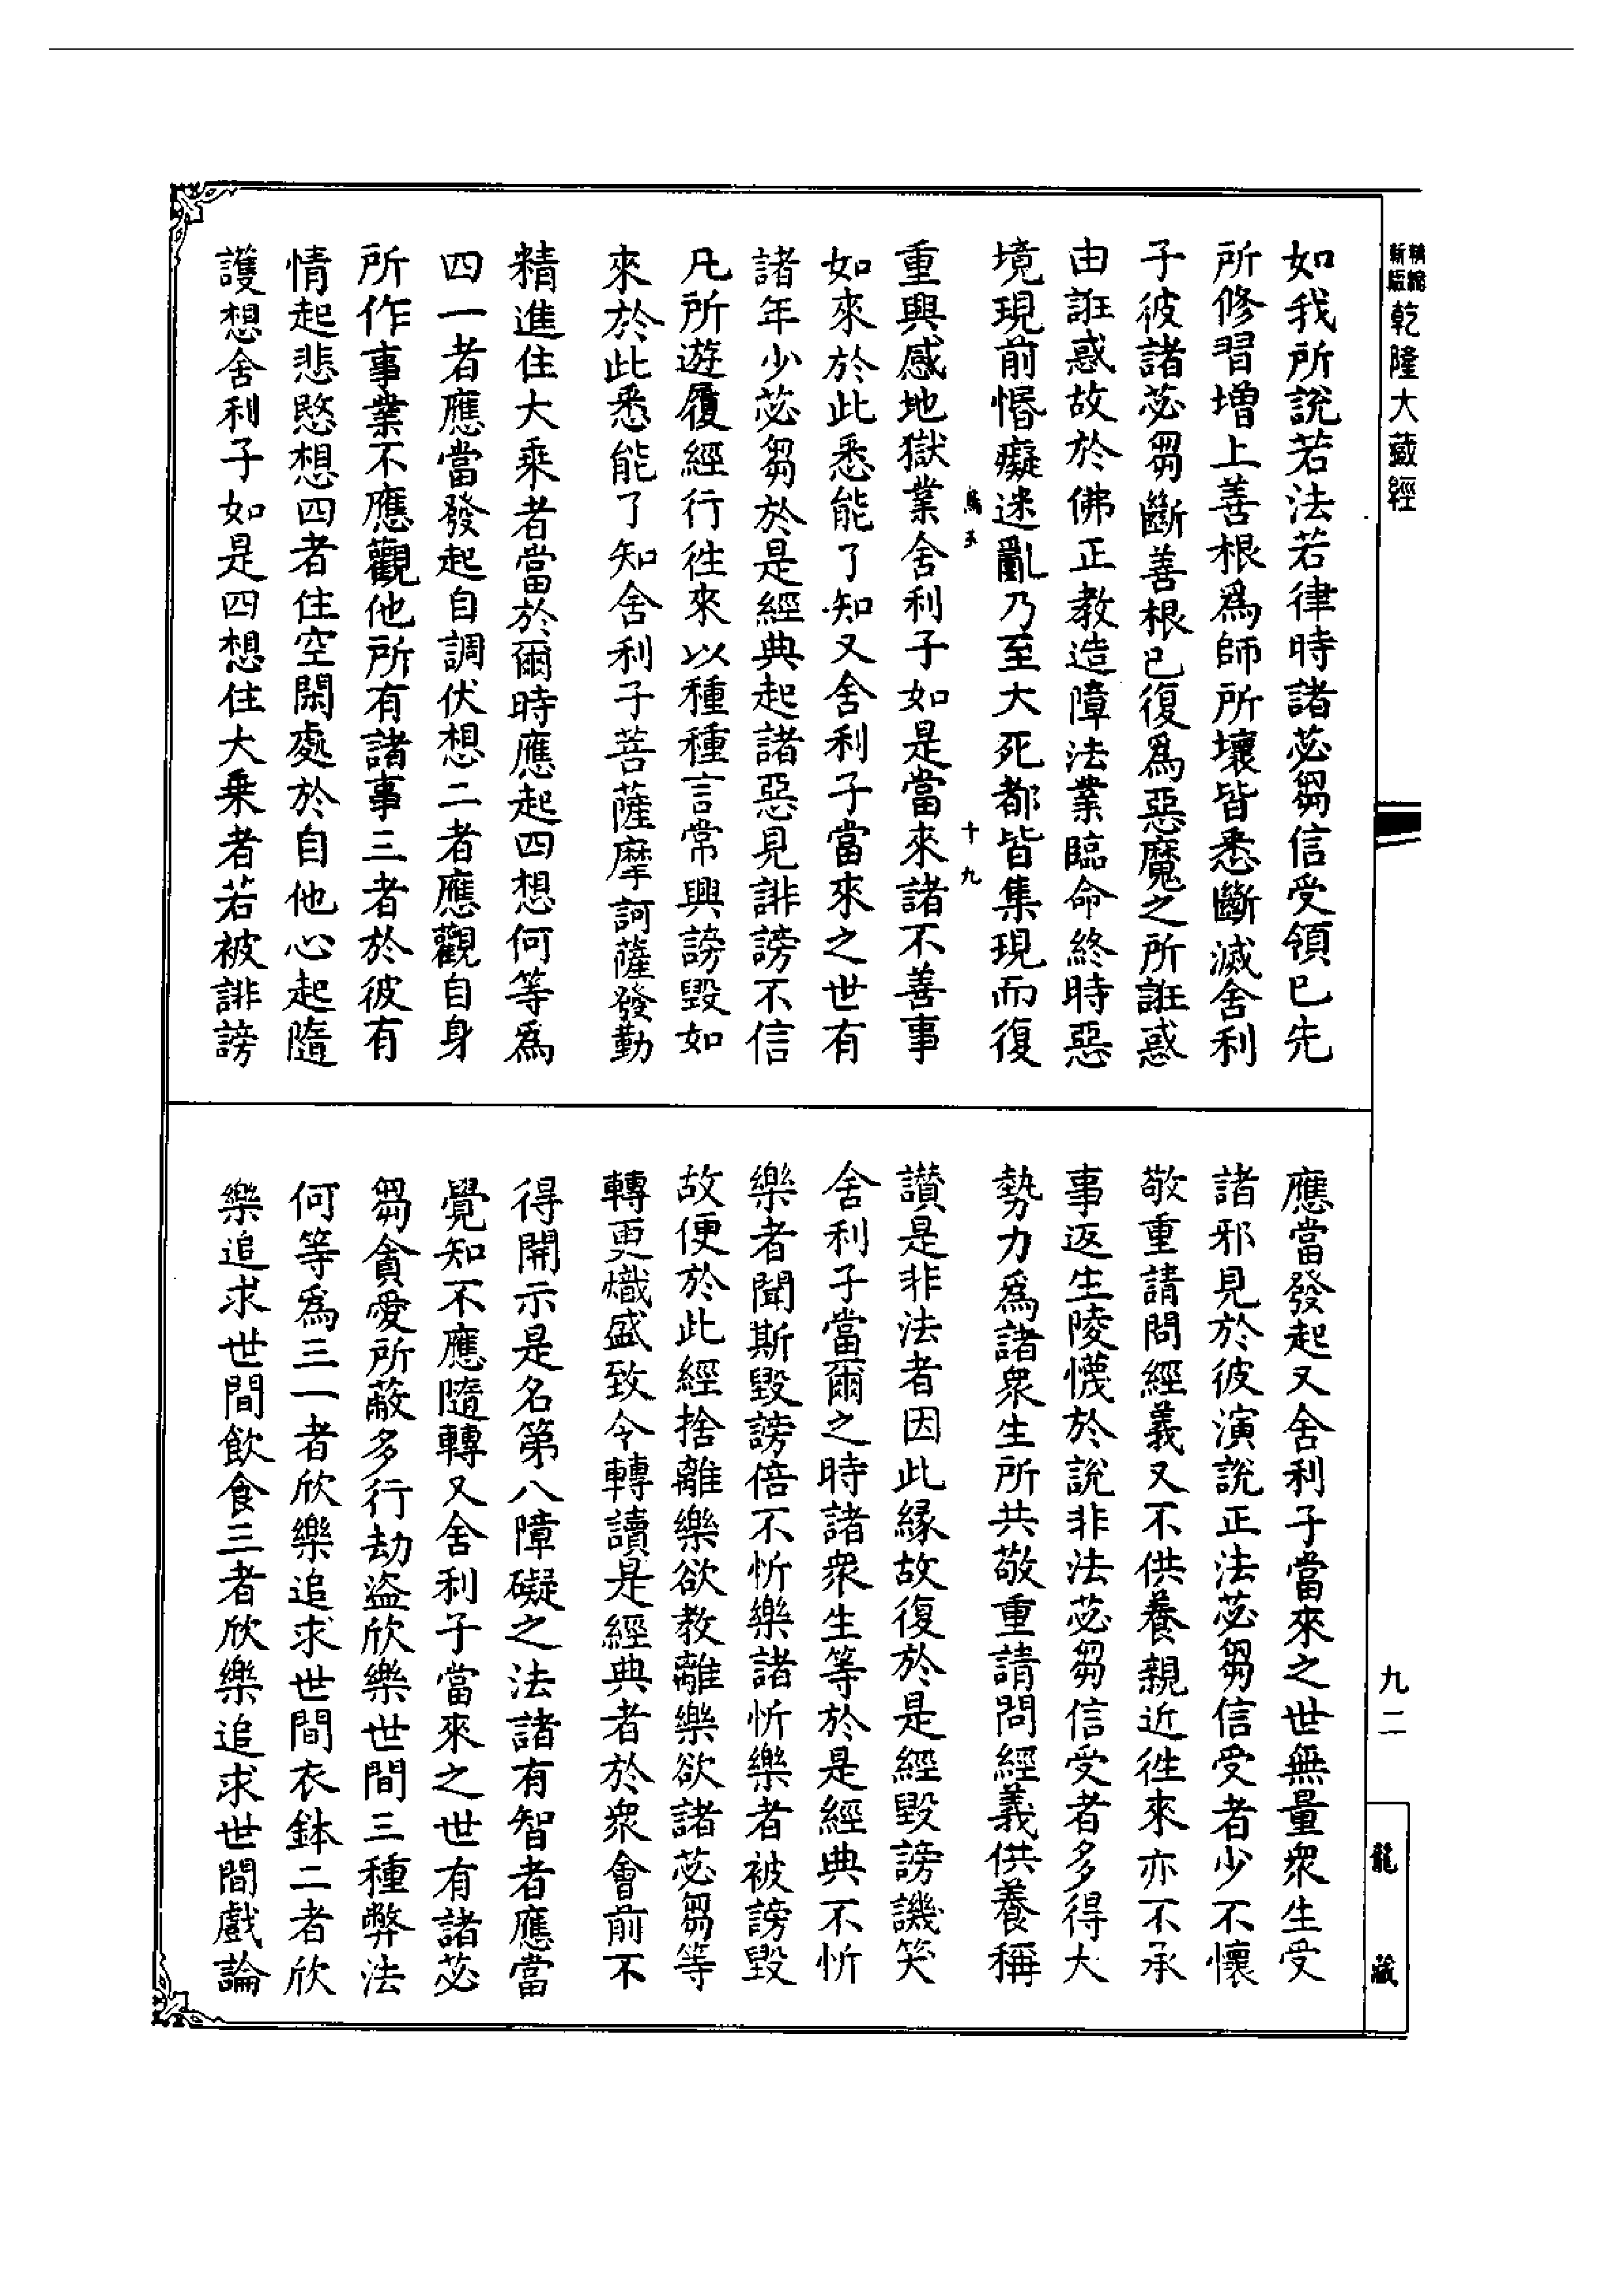 精縮新版乾隆大藏經
如我所說若法若律時諸苾芻信受領已先
所修習增上善根為師所壞皆悉斷滅舍利
子彼諸苾芻斷善根已復為惡魔之所誑惑
由誑惑故於佛正教造障法業臨命終時惡
境現前惛癡迷亂乃至大死都皆集現而復
十九
重興感地獄業舍利子如是當來諸不善事
如來於此悉能了知又舍利子當來之世有
諸年少苾芻於是經典起諸惡見誹謗不信
凡所遊履經行往來以種種言常興謗毀如
來於此悉能了知舍利子菩薩摩訶薩發勤
精進住大乘者當於爾時應起四想何等為
四一者應當發起自調伏想二者應觀自身
所作事業不應觀他所有諸事三者於彼有
情起悲愍想四者住空閑處於自他心起隨
護想舍利子如是四想住大乘者若被誹謗
應當發起又舍利子當來之世無量眾生受
諸邪見於彼演說正法苾芻信受者少不懷
敬重請問經義又不供養親近往來亦不承
事返生陵懱於說非法苾芻信受者多得大
勢力為諸眾生所共敬重請問經義供養稱
讚是非法者因此緣故復於是經毀謗譏笑
舍利子當爾之時諸眾生等於是經典不忻
樂者聞斯毀謗倍不忻樂諸忻樂者被謗毀
故便於此經捨離樂欲教離樂欲諸苾芻等
轉更熾盛致令轉讀是經典者於眾會前不
得開示是名第八障礙之法諸有智者應當
覺知不應隨轉又舍利子當來之世有諸苾
芻貪愛所蔽多行劫盜欣樂世間三種弊法
何等為三一者欣樂追求世間衣鉢二者欣
樂追求世間飲食三者欣樂追求世間戲論
九二
龍藏